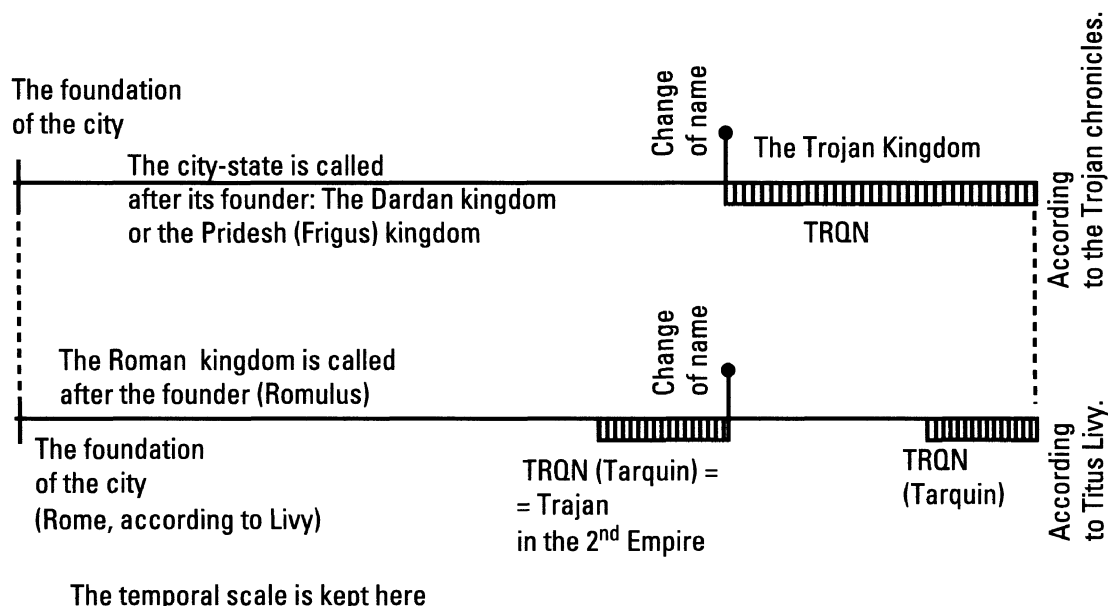 The foundation
of the city
The city-state is called
after its founder: The Dardan kingdom
or the Pridesh (Frigus) kingdom
Change
of name
The Trojan Kingdom
TRQN
According
to the Trojan chronicles.
The Roman kingdom is called
after the founder (Romulus)
Change
of name
The foundation
of the city
(Rome, according to Livy)
TRQN (Tarquin) =
= Trajan
in the 2nd Empire
TRQN
(Tarquin)
According
to Titus Livy.
The temporal scale is kept here